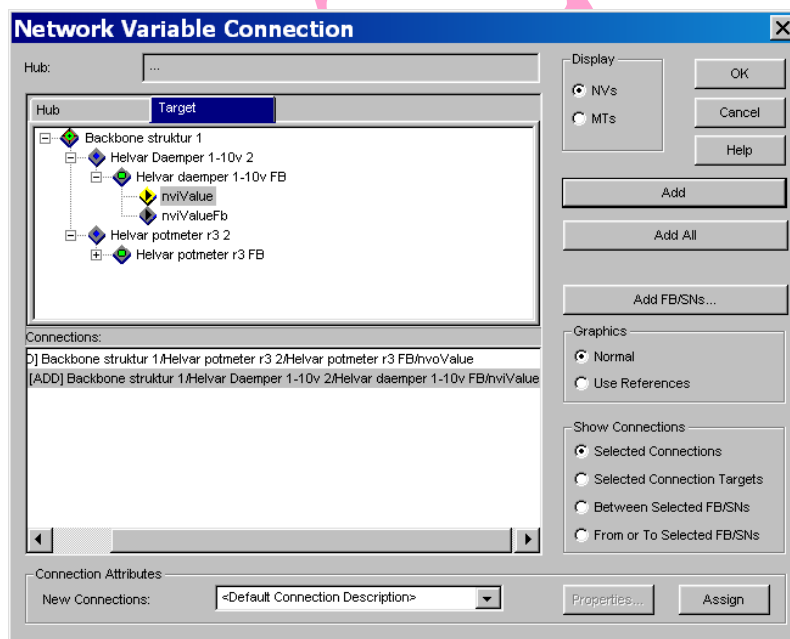 Network Variable Connection
Hub:
...
Hub
Target
Backbone struktur 1
Helvar Daemper 1-10v 2
Helvar daemper 1-10v FB
nviValue
nviValueFb
Helvar potmeter r3 2
Helvar potmeter r3 FB
Connections:
D] Backbone struktur 1/Helvar potmeter r3 2/Helvar potmeter r3 FB/nvoValue
[ADD] Backbone struktur 1/Helvar Daemper 1-10v 2/Helvar daemper 1-10v FB/nviValue
Display
NVs
MTs
OK
Cancel
Help
Add
Add All
Add FB/SNs...
Graphics
Normal
Use References
Show Connections
Selected Connections
Selected Connection Targets
Between Selected FB/SNs
From or To Selected FB/SNs
Connection Attributes
New Connections:
<Default Connection Description>
Properties...
Assign